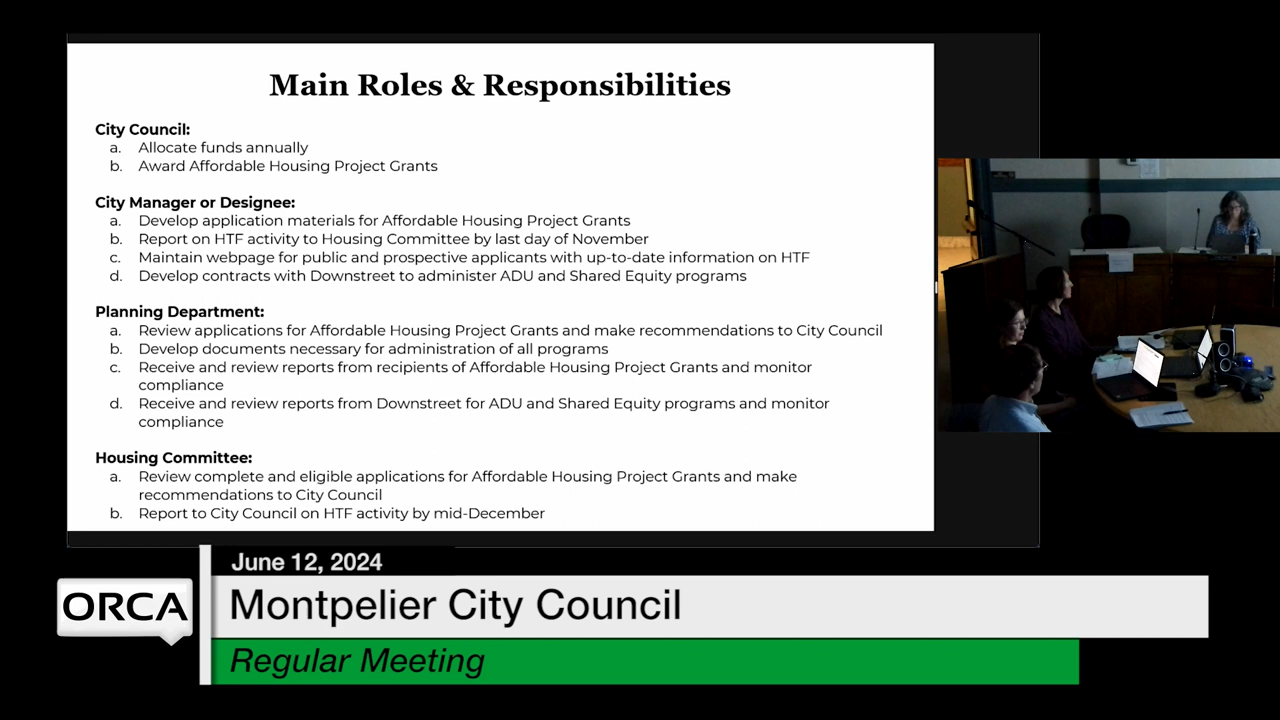 Main Roles & Responsibilities
City Council:
a. Allocate funds annually
b. Award Affordable Housing Project Grants
City Manager or Designee:
a. Develop application materials for Affordable Housing Project Grants
b. Report on HTF activity to Housing Committee by last day of November
c. Maintain webpage for public and prospective applicants with up-to-date information on HTF
d. Develop contracts with Downstreet to administer ADU and Shared Equity programs
Planning Department:
a. Review applications for Affordable Housing Project Grants and make recommendations to City Council
b. Develop documents necessary for administration of all programs
c. Receive and review reports from recipients of Affordable Housing Project Grants and monitor
compliance
d. Receive and review reports from Downstreet for ADU and Shared Equity programs and monitor
compliance
Housing Committee:
a. Review complete and eligible applications for Affordable Housing Project Grants and make
recommendations to City Council
b. Report to City Council on HTF activity by mid-December
June 12, 2024
ORCA
Montpelier City Council
Regular Meeting